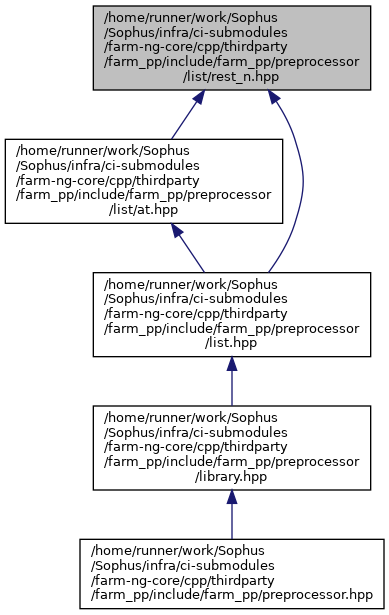 /home/runner/work/Sophus
/Sophus/infra/ci-submodules
/farm-ng-core/cpp/thirdparty
/farm_pp/include/farm_pp/preprocessor
/list/rest_n.hpp
/home/runner/work/Sophus
/Sophus/infra/ci-submodules
/farm-ng-core/cpp/thirdparty
/farm_pp/include/farm_pp/preprocessor
/list/at.hpp
/home/runner/work/Sophus
/Sophus/infra/ci-submodules
/farm-ng-core/cpp/thirdparty
/farm_pp/include/farm_pp/preprocessor
/list.hpp
/home/runner/work/Sophus
/Sophus/infra/ci-submodules
/farm-ng-core/cpp/thirdparty
/farm_pp/include/farm_pp/preprocessor
/library.hpp
/home/runner/work/Sophus
/Sophus/infra/ci-submodules
/farm-ng-core/cpp/thirdparty
/farm_pp/include/farm_pp/preprocessor.hpp